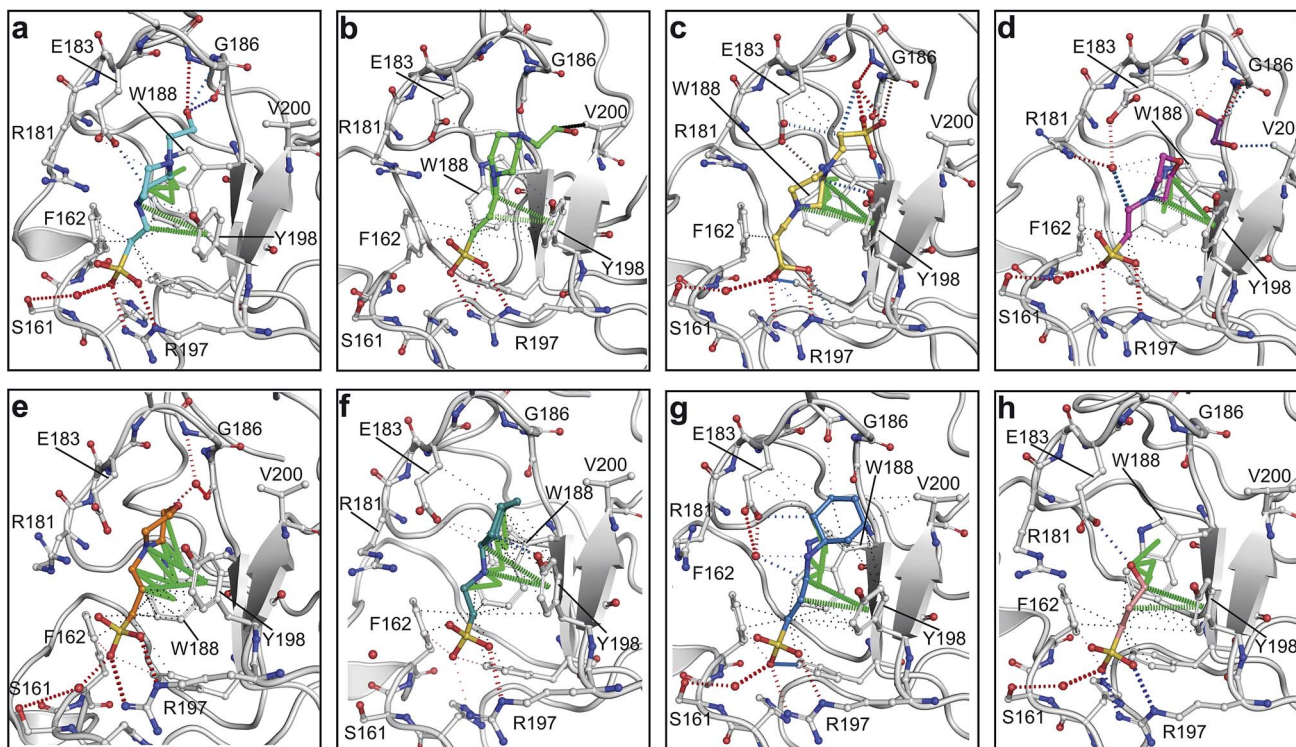 a
E183
G186
W188
V200
R181
F162
Y198
S161
R197
b
E183
G186
V200
R181
W188
F162
Y198
S161
R197
c
E183
G186
W188
V200
R181
F162
Y198
S161
R197
d
E183
G186
W188
V20
R181
F162
Y198
S161
R197
e
E183
G186
V200
R181
F162
Y198
W188
S161
R197
f
E183
G186
V200
W188
R181
F162
Y198
S161
R197
g
E183
G186
W188
V200
R181
F162
Y198
S161
R197
h
G186
E183
W188
V200
R181
F162
Y198
S161
R197